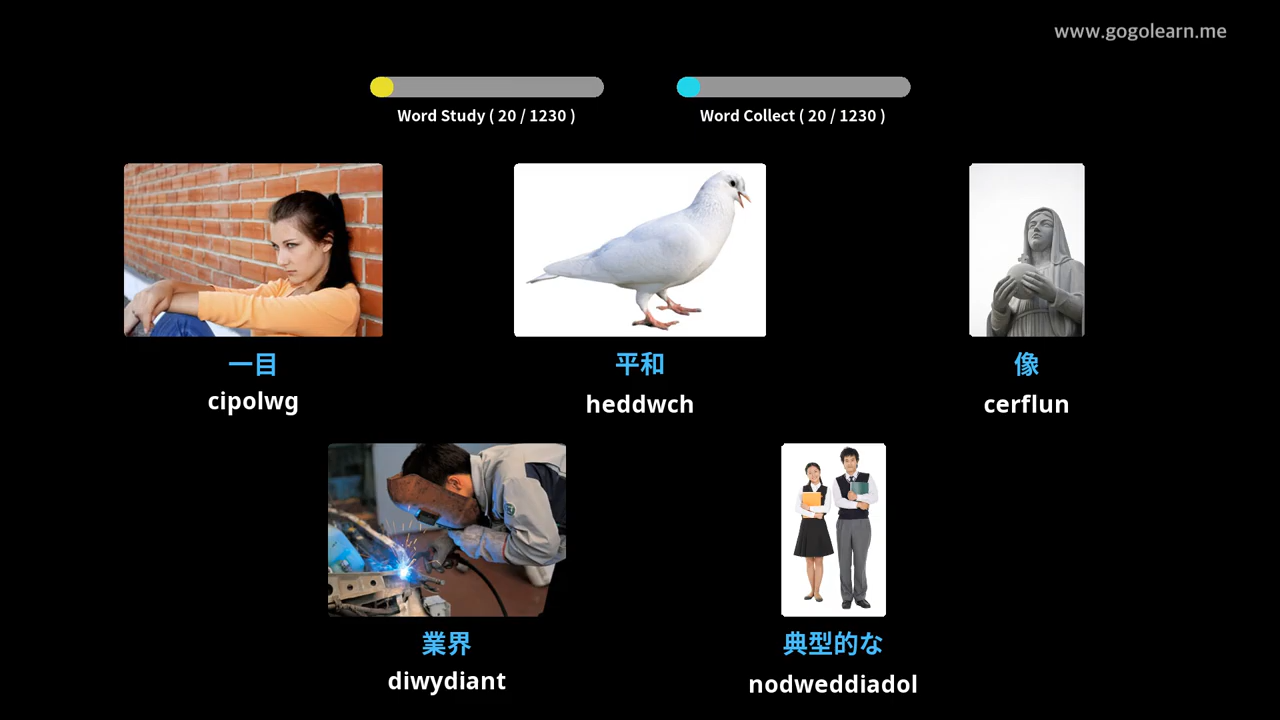 www.gogolearn.me
Word Study ( 20 / 1230 )
Word Collect ( 20 / 1230 )
一目
cipolwg
平和
heddwch
像
cerflun
業界
diwydiant
典型的な
nodweddiadol